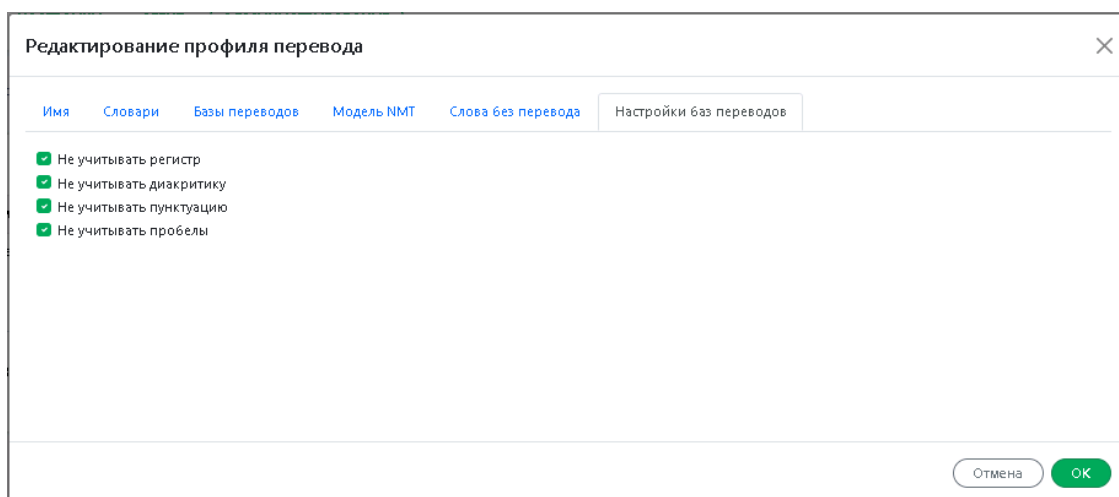 Редактирование профиля перевода
Имя Словари Базы переводов Модель NMT Слова без перевода Настройки баз переводов
Не учитывать регистр
Не учитывать диакритику
Не учитывать пунктуацию
Не учитывать пробелы
Отмена OK